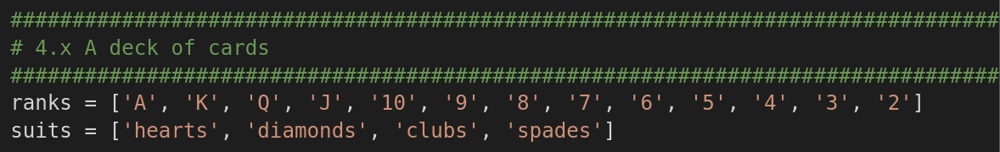 ################################################################################
# 4.x A deck of cards
################################################################################
ranks = ['A', 'K', 'Q', 'J', '10', '9', '8', '7', '6', '5', '4', '3', '2']
suits = ['hearts', 'diamonds', 'clubs', 'spades']